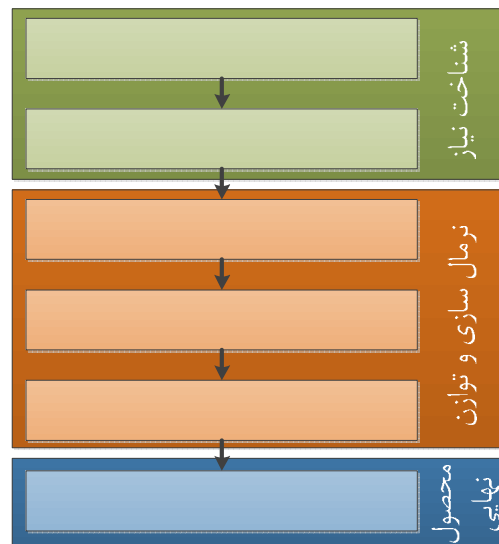 شناخت نیاز
نرمال سازی و توازن
محصول
نهایی